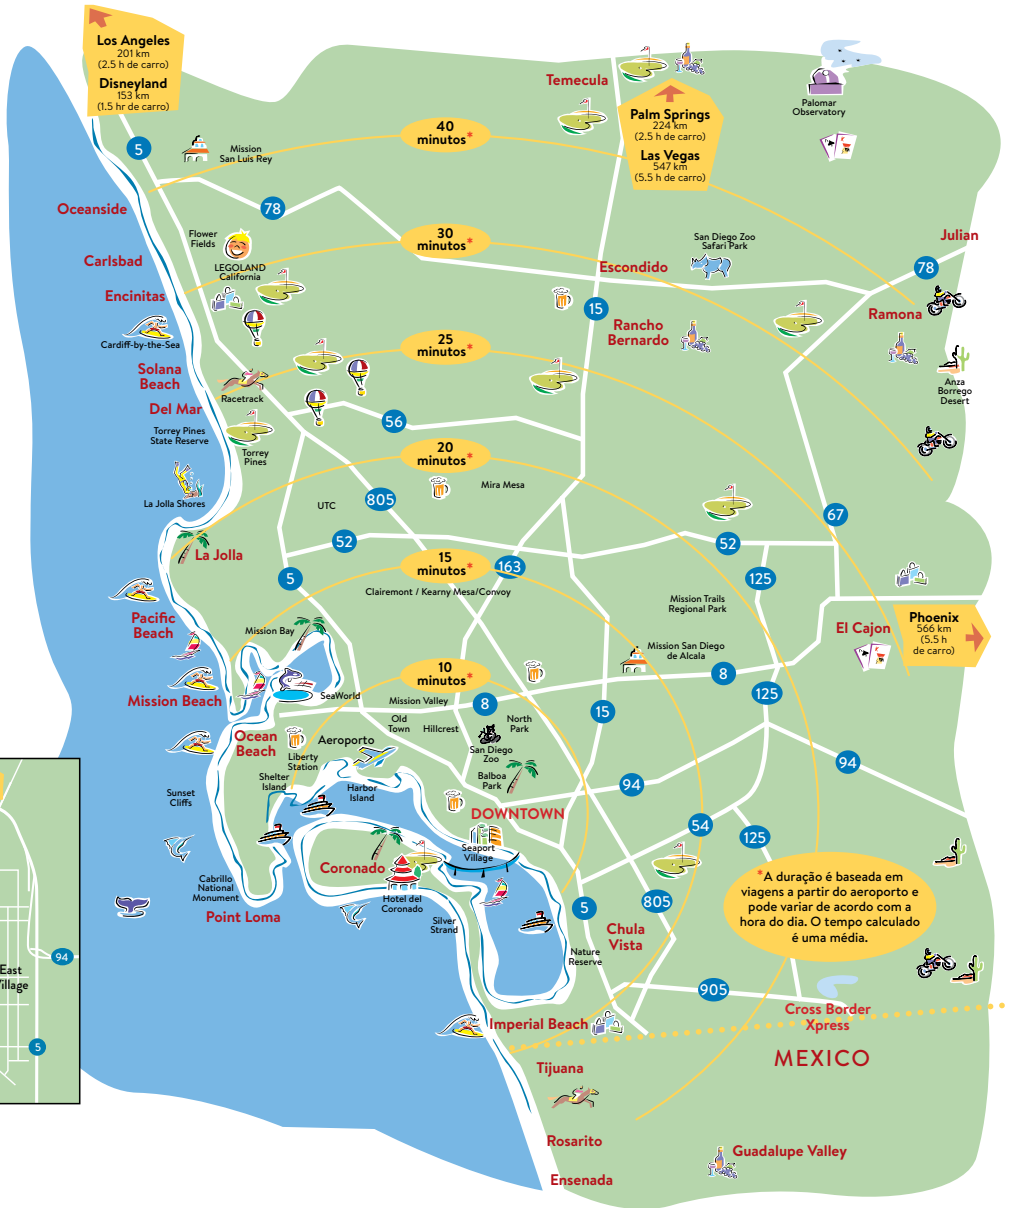 Los Angeles
201 km
(2.5 h de carro)
Disneyland
153 km
(1.5 hr de carro)
Temecula
Palm Springs
224 km
(2.5 h de carro)
Las Vegas
547 km
(5.5 h de carro)
Palomar
Observatory
40
minutos*
5
Mission
San Luis Rey
Oceanside
78
Flower
Fields
30
minutos*
San Diego Zoo
Safari Park
Julian
Carlsbad
LEGOLAND
California
Escondido
78
Encinitas
15
Ramona
Rancho
Bernardo
Cardiff-by-the-Sea
25
minutos*
Solana
Beach
Racetrack
Anza
Borrego
Desert
Del Mar
56
Torrey Pines
State Reserve
Torrey
Pines
20
minutos*
Mira Mesa
La Jolla Shores
UTC
805
67
52
52
La Jolla
15
minutos*
163
5
125
Clairemont / Kearny Mesa/Convoy
Mission Trails
Regional Park
Pacific
Beach
Mission Bay
El Cajon
Phoenix
566 km
(5.5 h
de carro)
Mission San Diego
de Alcala
10
minutos*
8
125
Mission Beach
SeaWorld
Mission Valley
8
15
Old
Town
Hillcrest
North
Park
Ocean
Beach
Aeroporto
San Diego
Zoo
Liberty
Station
94
Shelter
Island
Harbor
Island
Balboa
Park
94
Sunset
Cliffs
DOWNTOWN
54
125
Seaport
Village
Coronado
*A duração é baseada em
viagens a partir do aeroporto e
pode variar de acordo com a
hora do dia. O tempo calculado
é uma média.
Cabrillo
National
Monument
Hotel del
Coronado
Point Loma
Silver
Strand
5
805
Chula
Vista
94
East
Village
Nature
Reserve
905
Cross Border
Xpress
Imperial Beach
5
MEXICO
Tijuana
Rosarito
Guadalupe Valley
Ensenada